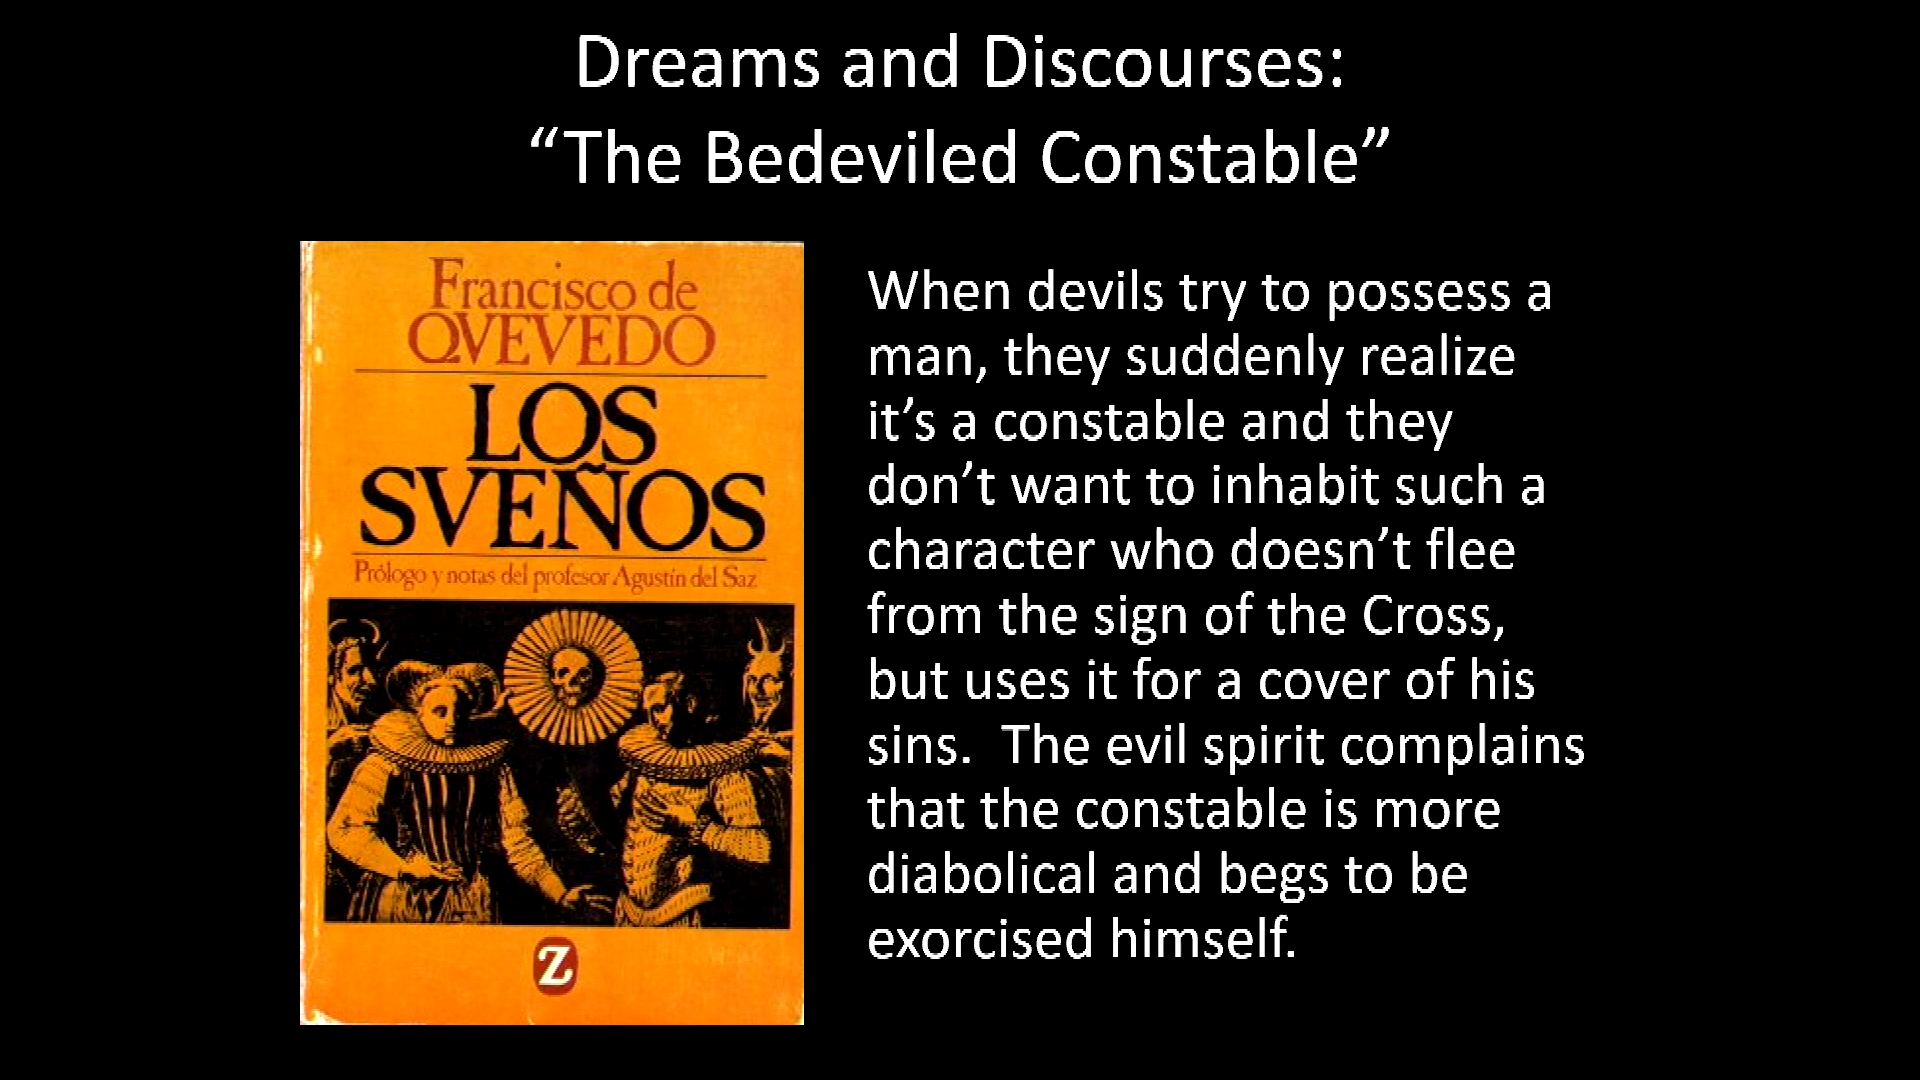 Dreams and Discourses:
“The Bedeviled Constable”
Francisco de
QVEVEDO
LOS
SVEÑOS
Prólogo y notas del profesor Agustín del Saz
Z
When devils try to possess a
man, they suddenly realize
it’s a constable and they
don’t want to inhabit such a
character who doesn’t flee
from the sign of the Cross,
but uses it for a cover of his
sins.  The evil spirit complains
that the constable is more
diabolical and begs to be
exorcised himself.